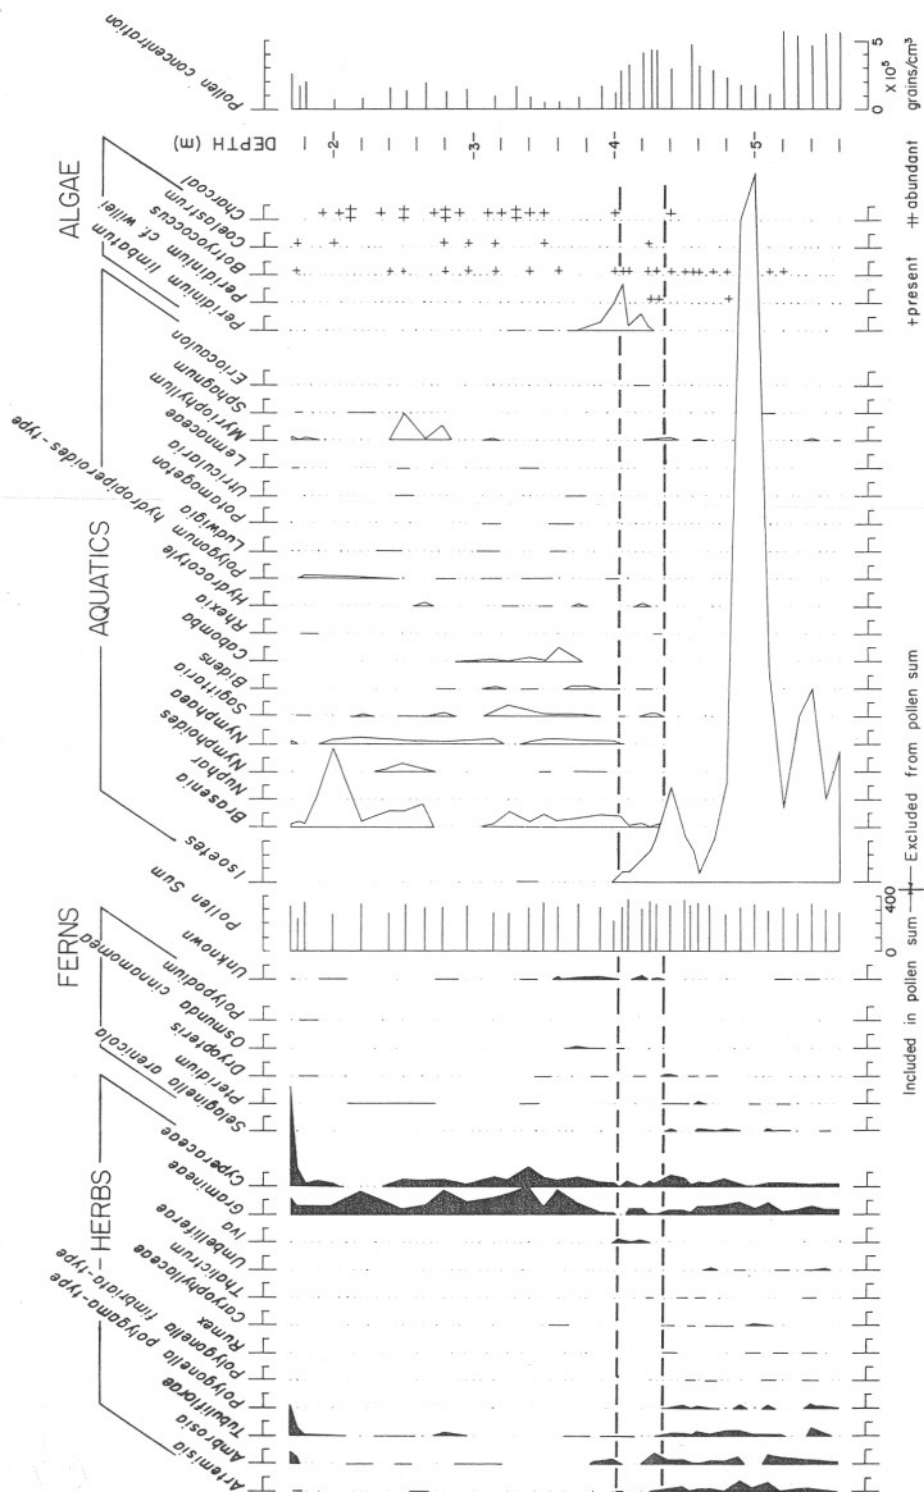 Pollen concentration
0
5
X 10⁵
grains/cm³
DEPTH (m)
-2-
-3-
-4-
-5-
ALGAE
Charcoal
Coelastrum
Botryococcus
Peridinium cf. willei
Peridinium limbatum
+present ⧺abundant
AQUATICS
Eriocaulon
Sphagnum
Myriophyllum
Lemnaceae
Utricularia
Potamogeton
Ludwigia
Polygonum hydropiperoides-type
Hydrocotyle
Rhexia
Cabomba
Bidens
Sagittaria
Nymphaea
Nymphoides
Nuphar
Brasenia
Isoetes
Excluded from pollen sum
Pollen Sum
0
400
Included in pollen sum
FERNS
Unknown
Polypodium
Osmunda cinnamomea
Dryopteris
Pteridium
Selaginella arenicola
HERBS
Cyperaceae
Gramineae
Iva
Umbelliferae
Thalictrum
Caryophyllaceae
Rumex
Polygonella fimbriata-type
Polygonella polygama-type
Tubuliflorae
Ambrosia
Artemisia